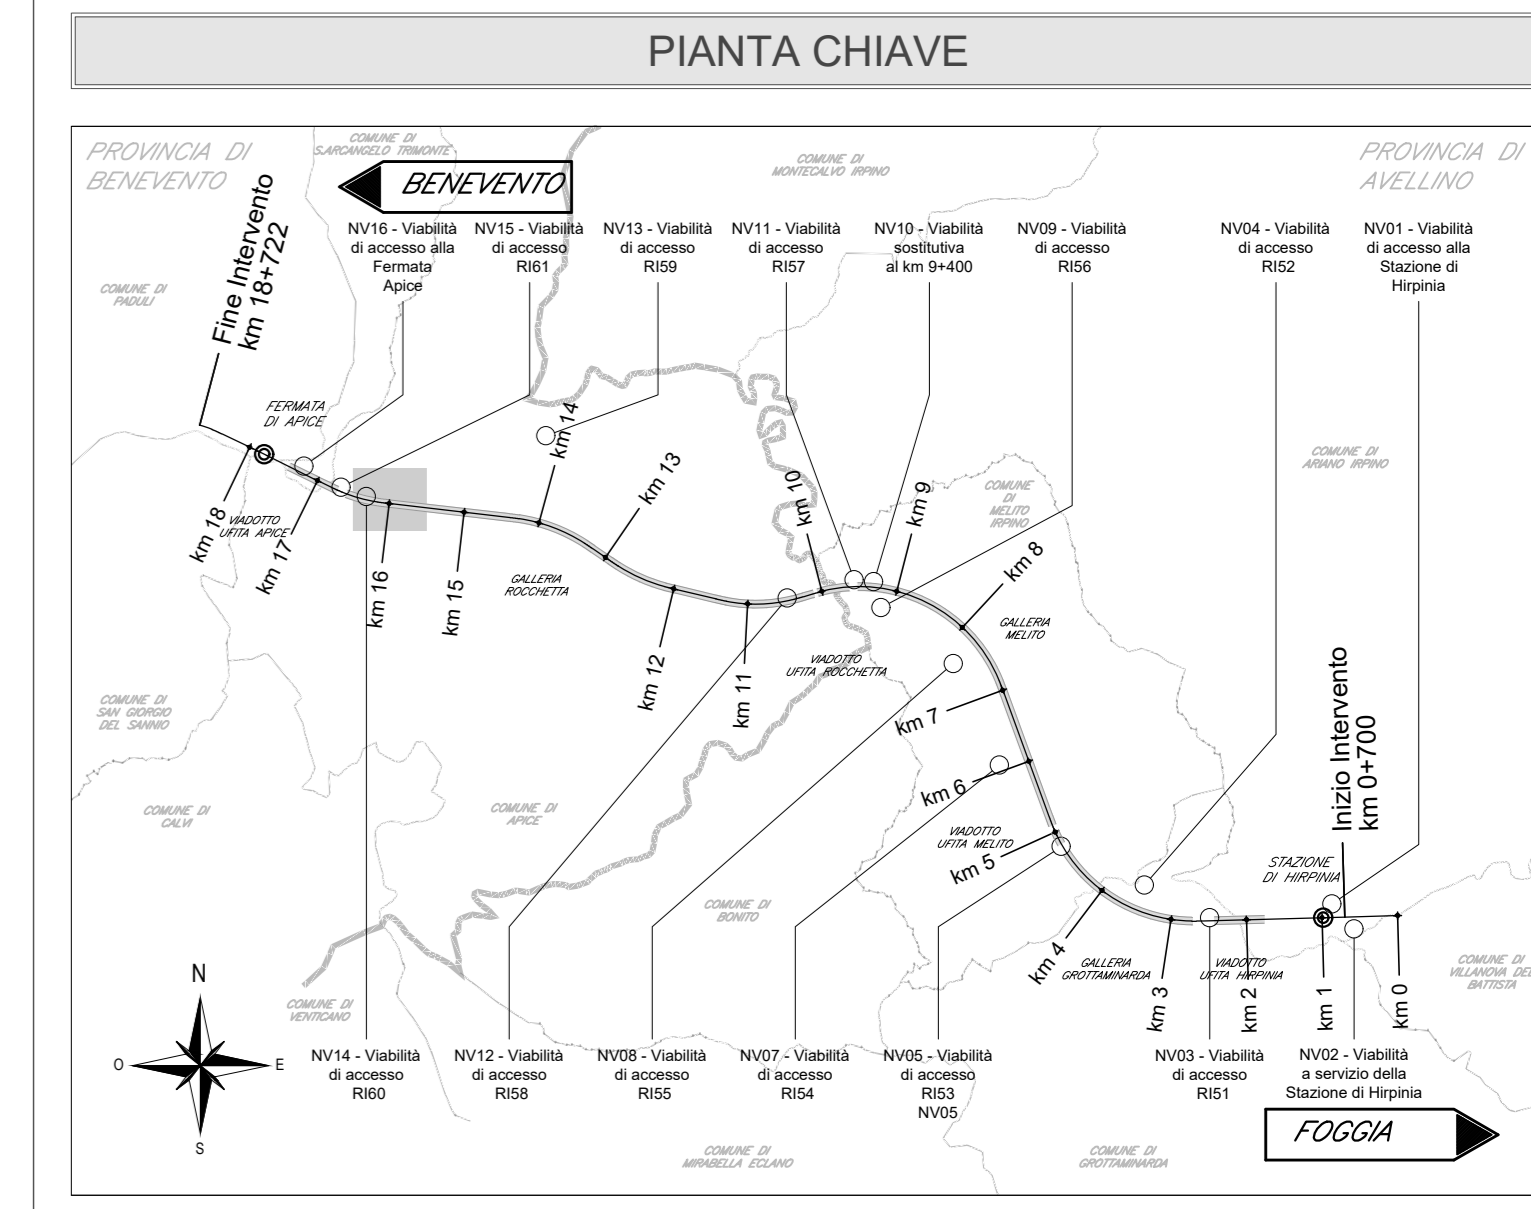 PIANTA CHIAVE
PROVINCIA DI
BENEVENTO
COMUNE DI
S.ARCANGELO TRIMONTE
BENEVENTO
COMUNE DI
MONTECALVO IRPINO
PROVINCIA DI
AVELLINO
Fine Intervento
km 18+722
NV16 - Viabilità
di accesso alla
Fermata
Apice
NV15 - Viabilità
di accesso
RI61
NV13 - Viabilità
di accesso
RI59
NV11 - Viabilità
di accesso
RI57
NV10 - Viabilità
sostitutiva
al km 9+400
NV09 - Viabilità
di accesso
RI56
NV04 - Viabilità
di accesso
RI52
NV01 - Viabilità
di accesso alla
Stazione di
Hirpinia
COMUNE DI
PADULI
FERMATA
DI APICE
COMUNE DI
ARIANO IRPINO
COMUNE
DI
MELITO
IRPINO
km 18
VIADOTTO
UFITA APICE
km 17
km 16
km 15
km 14
km 13
km 12
km 11
km 10
km 9
km 8
GALLERIA
ROCCHETTA
GALLERIA
MELITO
VIADOTTO
UFITA ROCCHETTA
km 7
km 6
VIADOTTO
UFITA MELITO
km 5
COMUNE DI
SAN GIORGIO
DEL SANNIO
COMUNE DI
CALVI
COMUNE DI
APICE
COMUNE DI
BONITO
Inizio Intervento
km 0+700
STAZIONE
DI HIRPINIA
km 4
GALLERIA
GROTTAMINARDA
km 3
VIADOTTO
UFITA HIRPINIA
km 2
km 1
km 0
COMUNE DI
VILLANOVA DEL
BATTISTA
COMUNE DI
VENTICANO
N
O
E
S
NV14 - Viabilità
di accesso
RI60
NV12 - Viabilità
di accesso
RI58
NV08 - Viabilità
di accesso
RI55
NV07 - Viabilità
di accesso
RI54
NV05 - Viabilità
di accesso
RI53
NV05
NV03 - Viabilità
di accesso
RI51
NV02 - Viabilità
a servizio della
Stazione di Hirpinia
FOGGIA
COMUNE DI
MIRABELLA ECLANO
COMUNE DI
GROTTAMINARDA